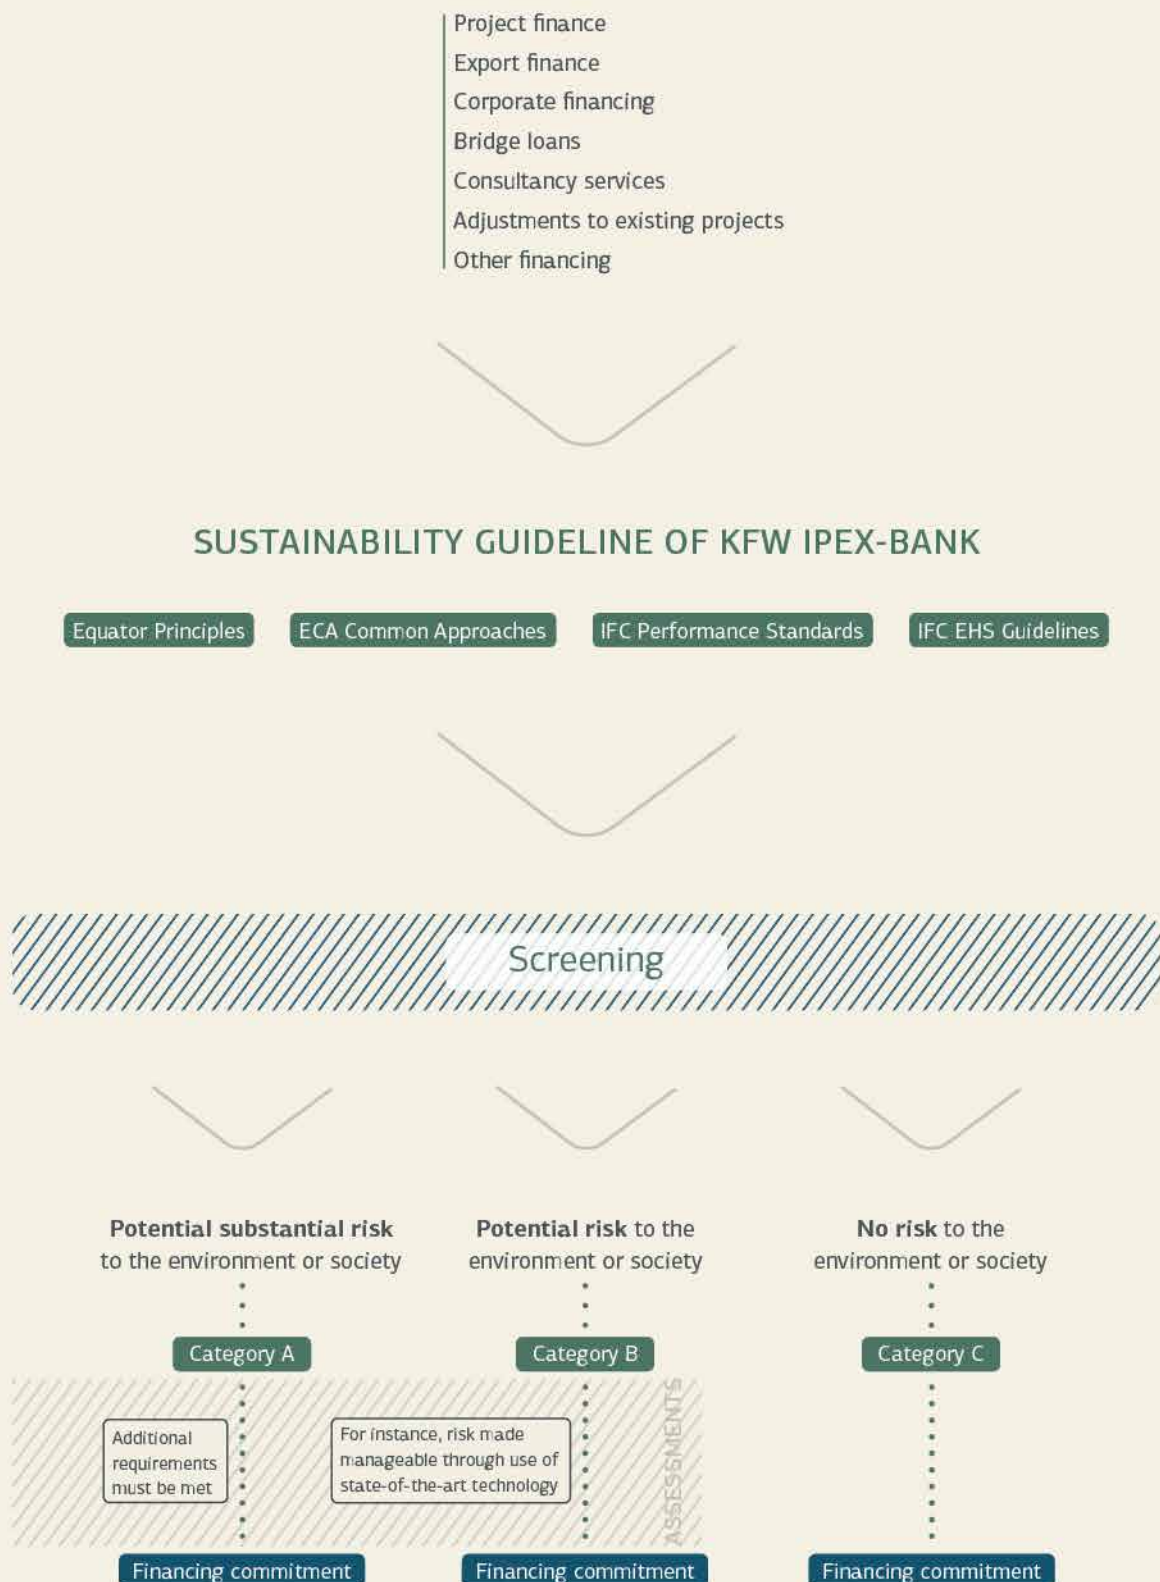 Project finance
Export finance
Corporate financing
Bridge loans
Consultancy services
Adjustments to existing projects
Other financing
SUSTAINABILITY GUIDELINE OF KFW IPEX-BANK
Equator Principles
ECA Common Approaches
IFC Performance Standards
IFC EHS Guidelines
Screening
Potential substantial risk
to the environment or society
Potential risk to the
environment or society
No risk to the
environment or society
Category A
Category B
Category C
Additional
requirements
must be met
For instance, risk made
manageable through use of
state-of-the-art technology
ASSESSMENTS
Financing commitment
Financing commitment
Financing commitment